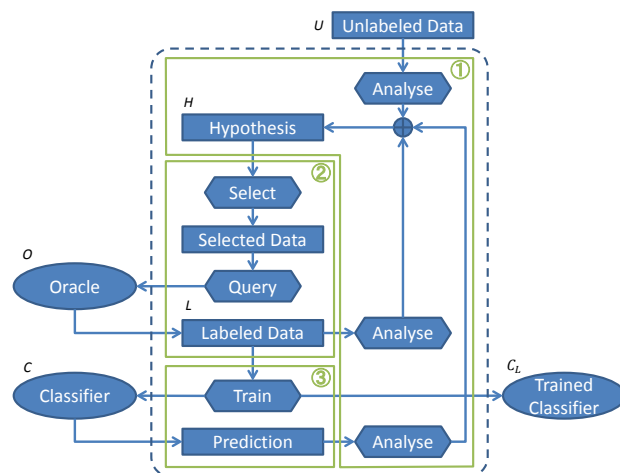 U
Unlabeled Data
①
Analyse
H
Hypothesis
②
Select
Selected Data
O
Oracle
Query
L
Labeled Data
Analyse
C
Classifier
③
Train
C_L
Trained
Classifier
Prediction
Analyse